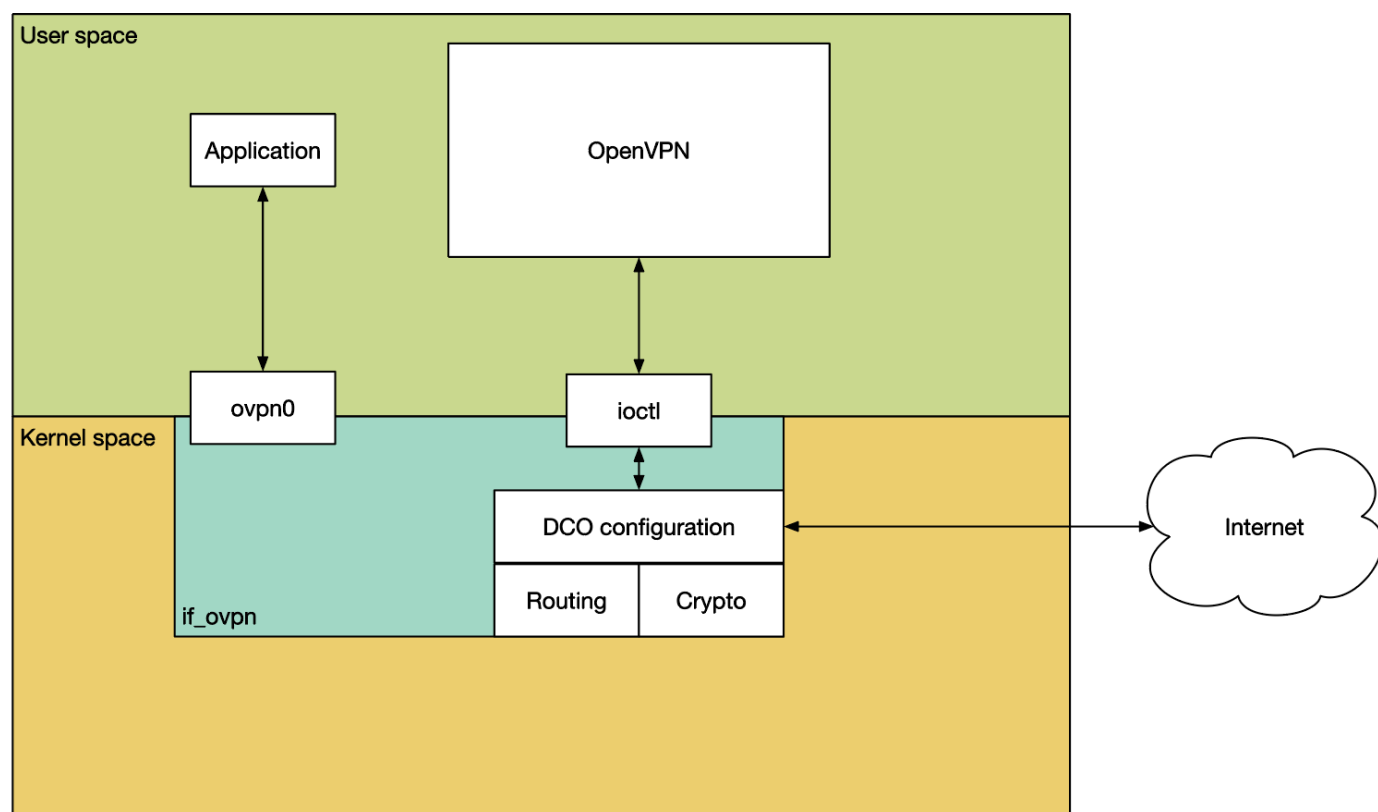 User space
Application
OpenVPN
ovpn0
ioctl
Kernel space
DCO configuration
Internet
Routing
Crypto
if_ovpn